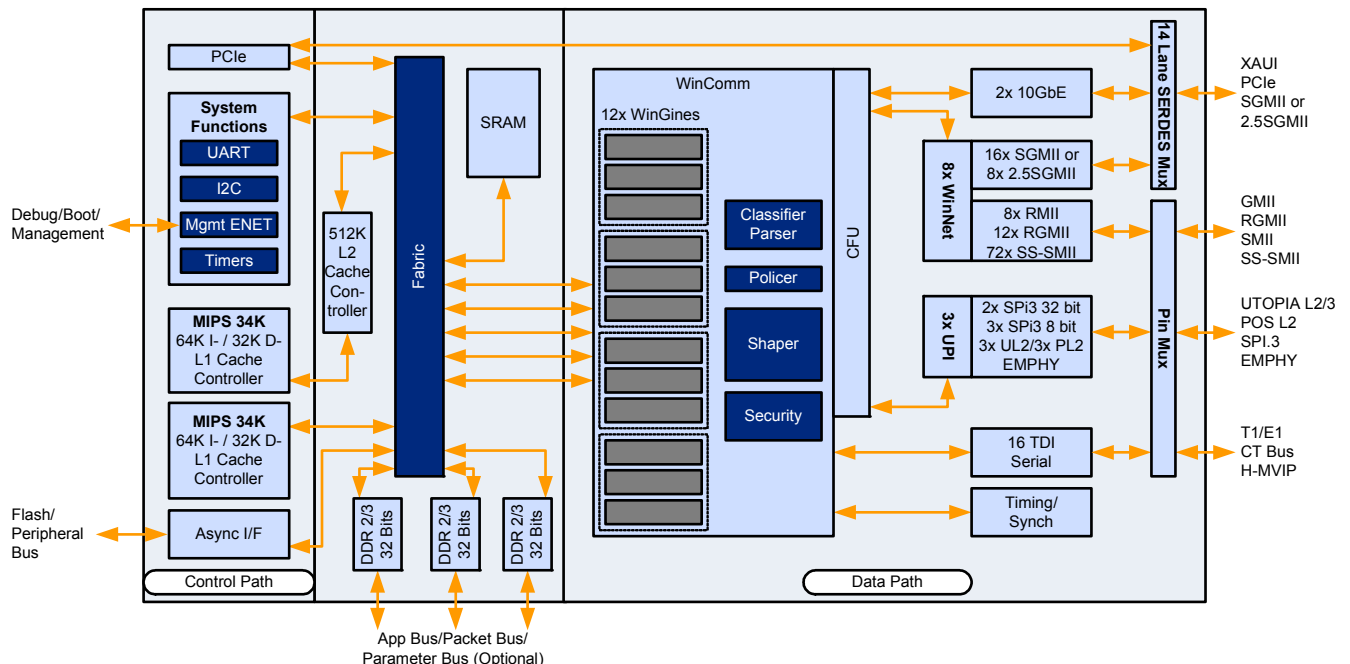 PCIe
System
Functions
UART
I2C
Mgmt ENET
Timers
Debug/Boot/
Management
MIPS 34K
64K I- / 32K D-
L1 Cache
Controller
MIPS 34K
64K I- / 32K D-
L1 Cache
Controller
Flash/
Peripheral
Bus
Async I/F
Control Path
512K
L2
Cache
Con-
troller
Fabric
SRAM
DDR 2/3
32 Bits
DDR 2/3
32 Bits
DDR 2/3
32 Bits
App Bus/Packet Bus/
Parameter Bus (Optional)
WinComm
12x WinGines
Classifier
Parser
Policer
Shaper
Security
CFU
2x 10GbE
8x WinNet
16x SGMII or
8x 2.5SGMII
8x RMII
12x RGMII
72x SS-SMII
3x UPI
2x SPi3 32 bit
3x SPi3 8 bit
3x UL2/3x PL2
EMPHY
16 TDI
Serial
Timing/
Synch
Data Path
14 Lane SERDES Mux
Pin Mux
XAUI
PCIe
SGMII or
2.5SGMII
GMII
RGMII
SMII
SS-SMII
UTOPIA L2/3
POS L2
SPI.3
EMPHY
T1/E1
CT Bus
H-MVIP